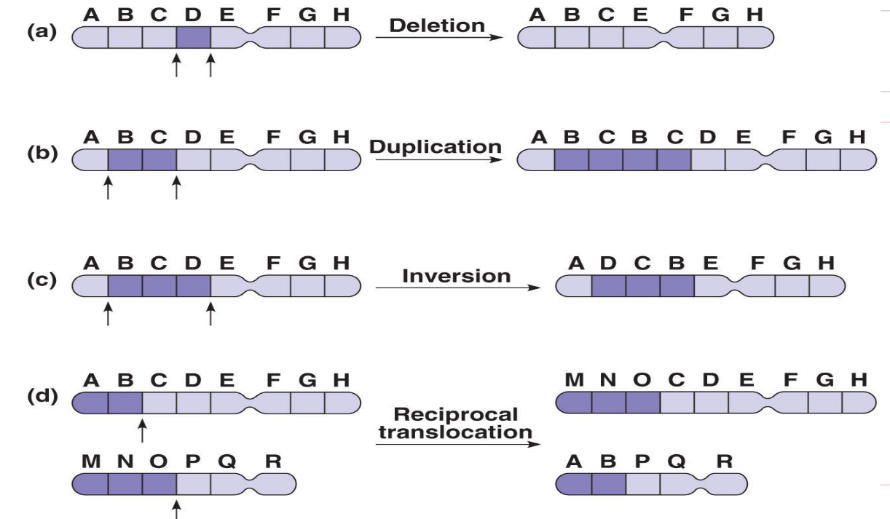 A B C D E F G H
(a) Deletion
A B C E F G H
A B C D E F G H
(b) Duplication
A B C B C D E F G H
A B C D E F G H
(c) Inversion
A D C B E F G H
A B C D E F G H
(d)
M N O P Q R
Reciprocal
translocation
M N O C D E F G H
A B P Q R